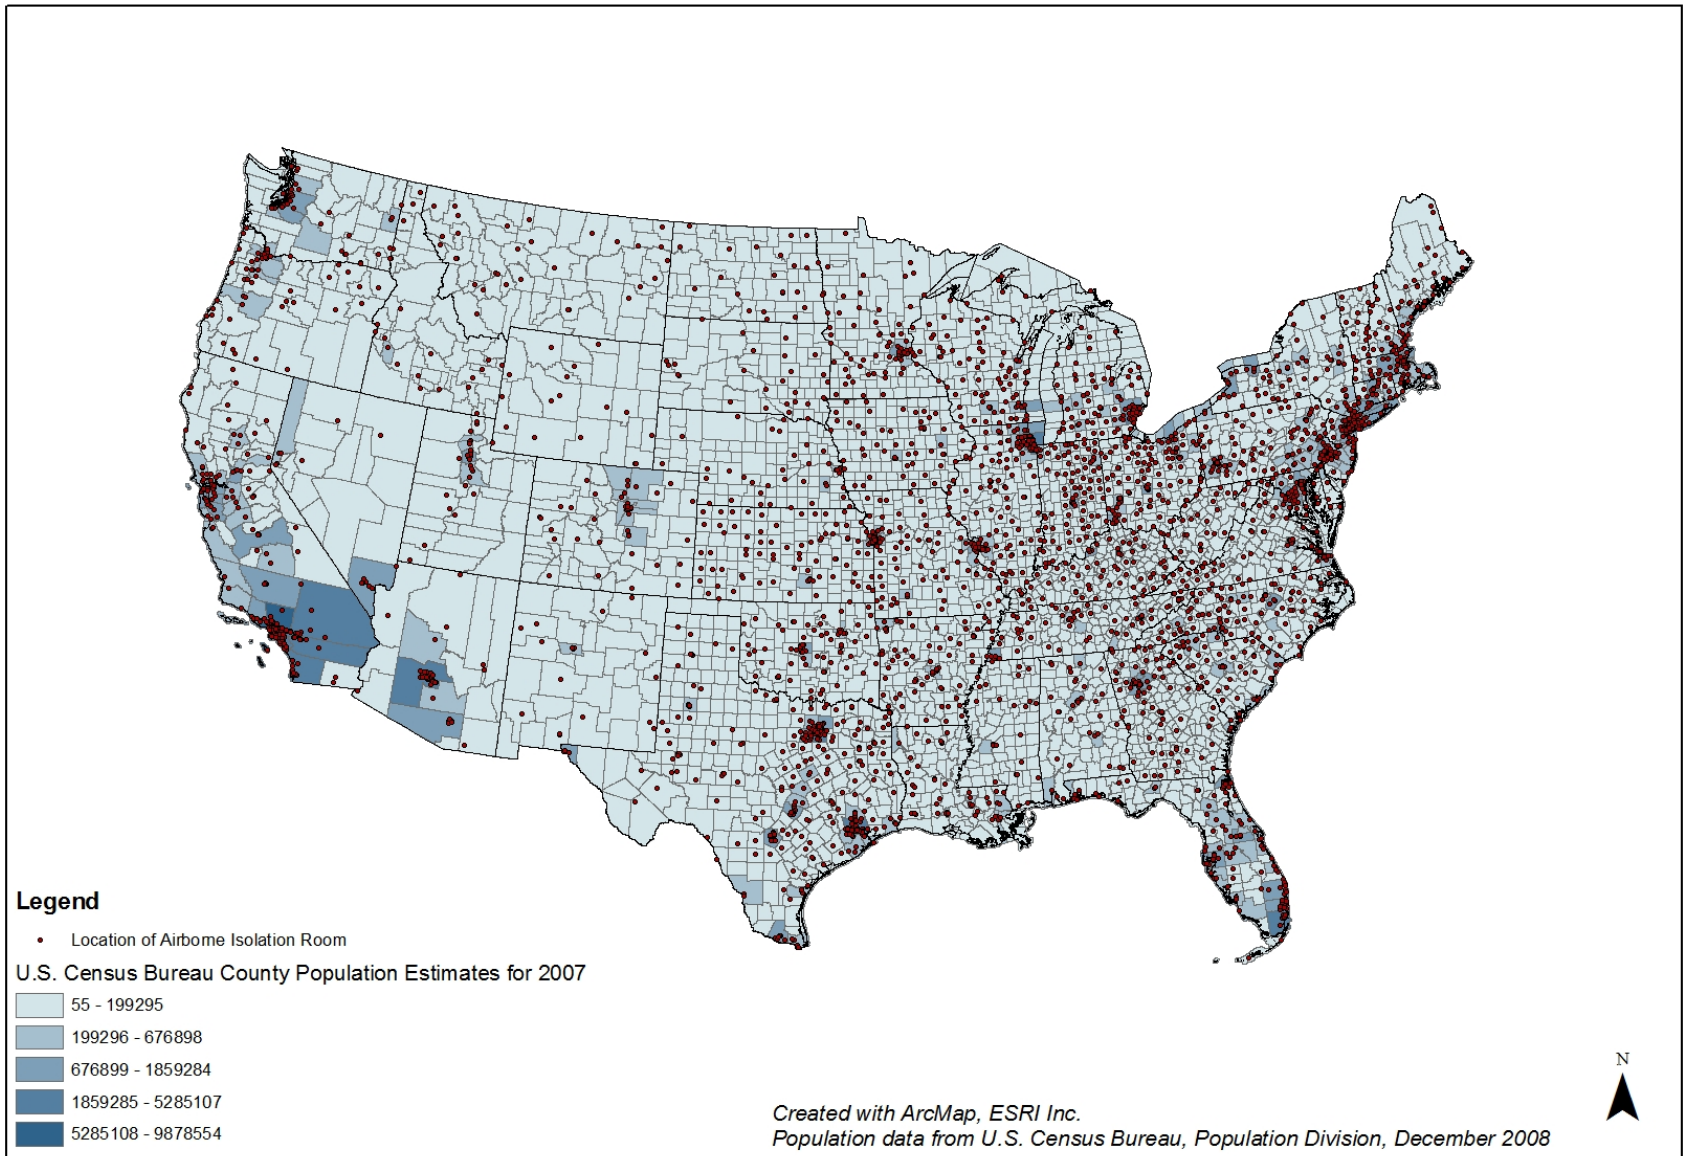 Legend
Location of Airborne Isolation Room
U.S. Census Bureau County Population Estimates for 2007
55 - 199295
199296 - 676898
676899 - 1859284
1859285 - 5285107
5285108 - 9878554
N
Created with ArcMap, ESRI Inc.
Population data from U.S. Census Bureau, Population Division, December 2008